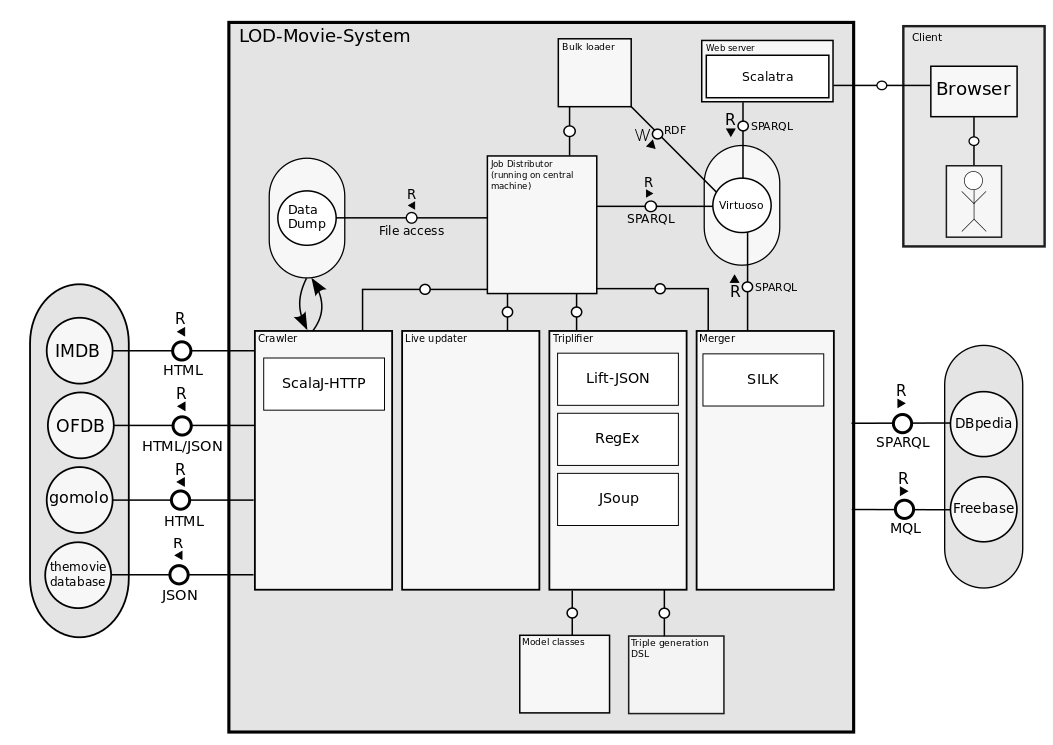 LOD-Movie-System
Bulk loader
Web server
Scalatra
Client
Browser
R
SPARQL
W
RDF
Job Distributor
(running on central
machine)
Data
Dump
R
File access
R
SPARQL
Virtuoso
R
SPARQL
IMDB
R
HTML
OFDB
R
HTML/JSON
gomolo
R
HTML
themovie
database
R
JSON
Crawler
ScalaJ-HTTP
Live updater
Triplifier
Lift-JSON
RegEx
JSoup
Merger
SILK
R
SPARQL
DBpedia
R
MQL
Freebase
Model classes
Triple generation
DSL